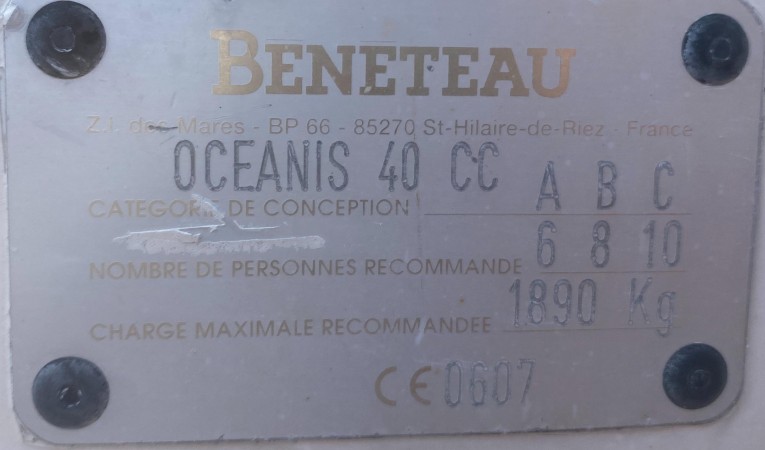 BENETEAU
Z.I. des Mares - BP 66 - 85270 St-Hilaire-de-Riez - France
OCEANIS 40 CC
CATEGORIE DE CONCEPTION A B C
NOMBRE DE PERSONNES RECOMMANDE 6 8 10
CHARGE MAXIMALE RECOMMANDEE 1890 Kg
CE 0607